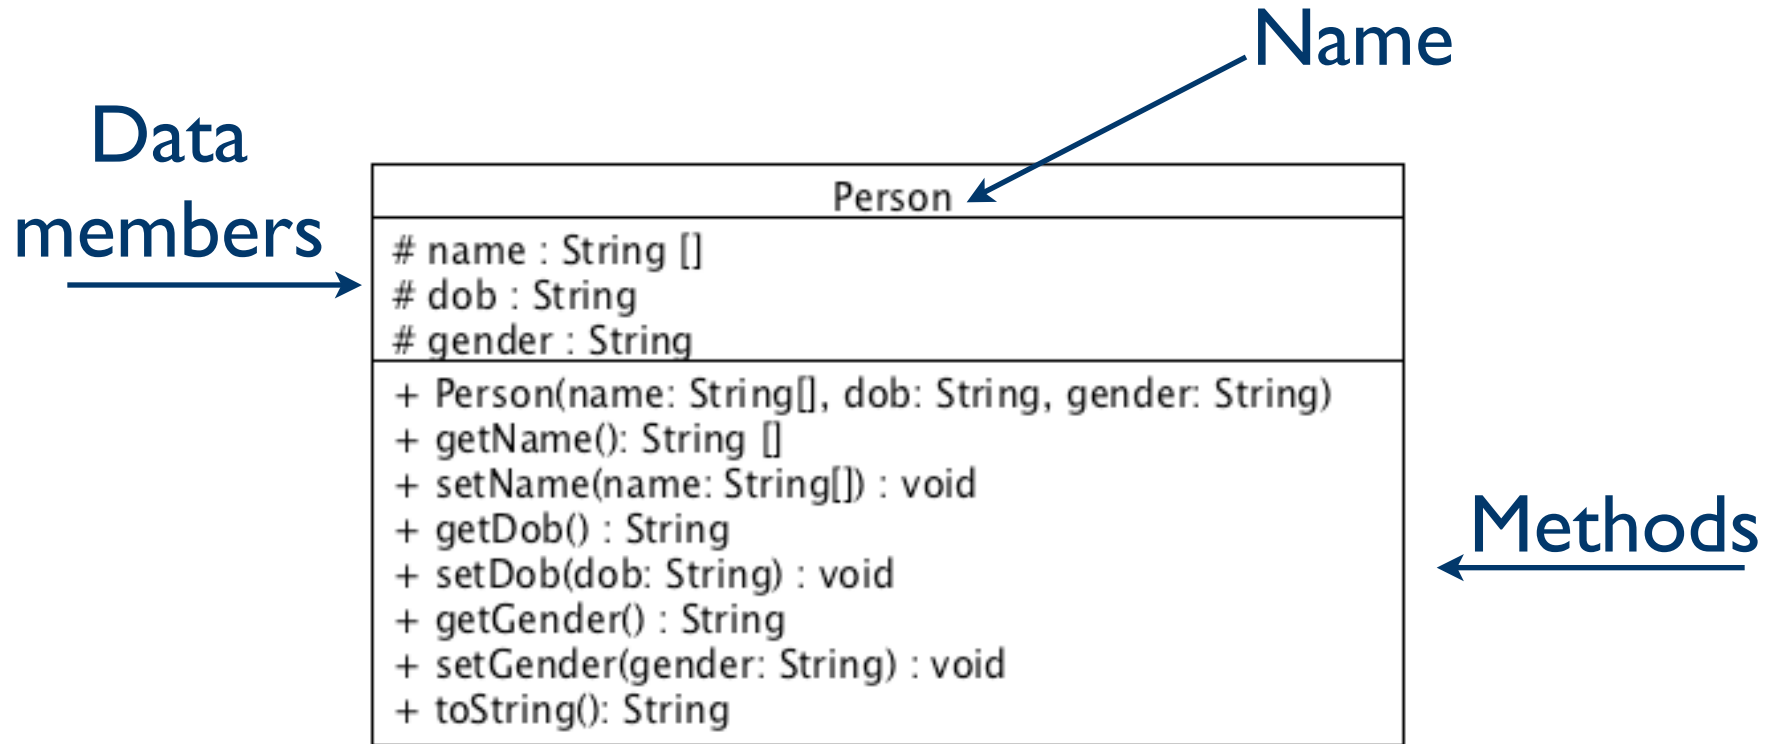 Name
Data
members
Person
# name : String []
# dob : String
# gender : String
+ Person(name: String[], dob: String, gender: String)
+ getName(): String []
+ setName(name: String[]) : void
+ getDob() : String
+ setDob(dob: String) : void
+ getGender() : String
+ setGender(gender: String) : void
+ toString(): String
Methods